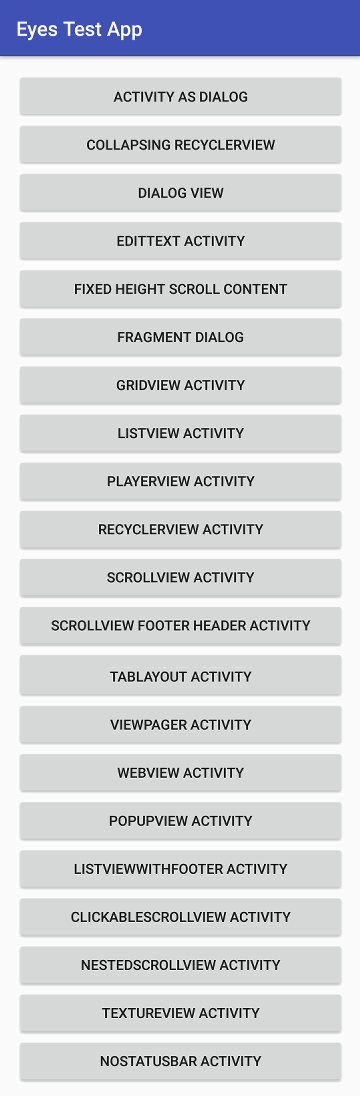 Eyes Test App
ACTIVITY AS DIALOG
COLLAPSING RECYCLERVIEW
DIALOG VIEW
EDITTEXT ACTIVITY
FIXED HEIGHT SCROLL CONTENT
FRAGMENT DIALOG
GRIDVIEW ACTIVITY
LISTVIEW ACTIVITY
PLAYERVIEW ACTIVITY
RECYCLERVIEW ACTIVITY
SCROLLVIEW ACTIVITY
SCROLLVIEW FOOTER HEADER ACTIVITY
TABLAYOUT ACTIVITY
VIEWPAGER ACTIVITY
WEBVIEW ACTIVITY
POPUPVIEW ACTIVITY
LISTVIEWWITHFOOTER ACTIVITY
CLICKABLESCROLLVIEW ACTIVITY
NESTEDSCROLLVIEW ACTIVITY
TEXTUREVIEW ACTIVITY
NOSTATUSBAR ACTIVITY